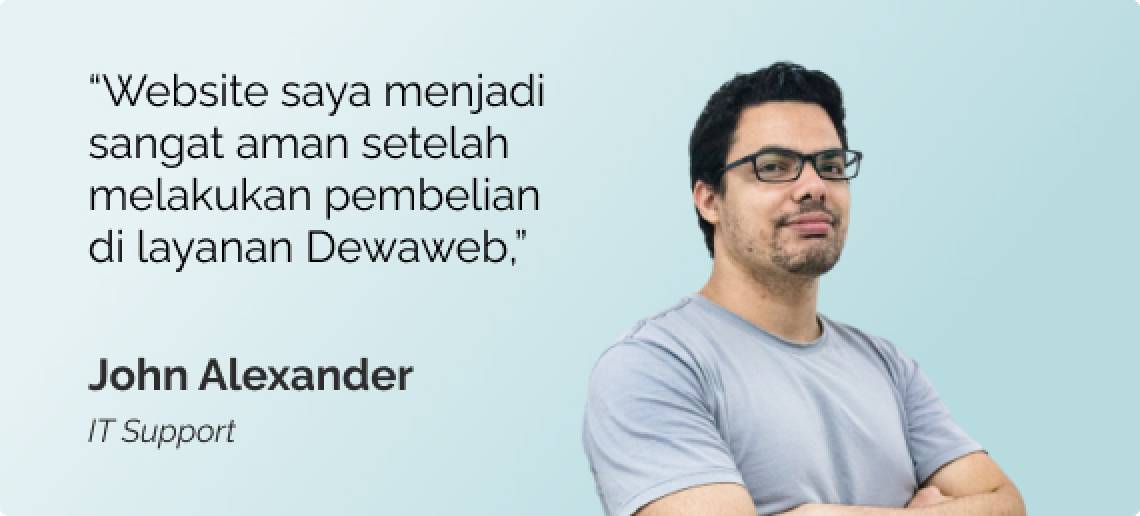 “Website saya menjadi
sangat aman setelah
melakukan pembelian
di layanan Dewaweb,”
John Alexander
IT Support